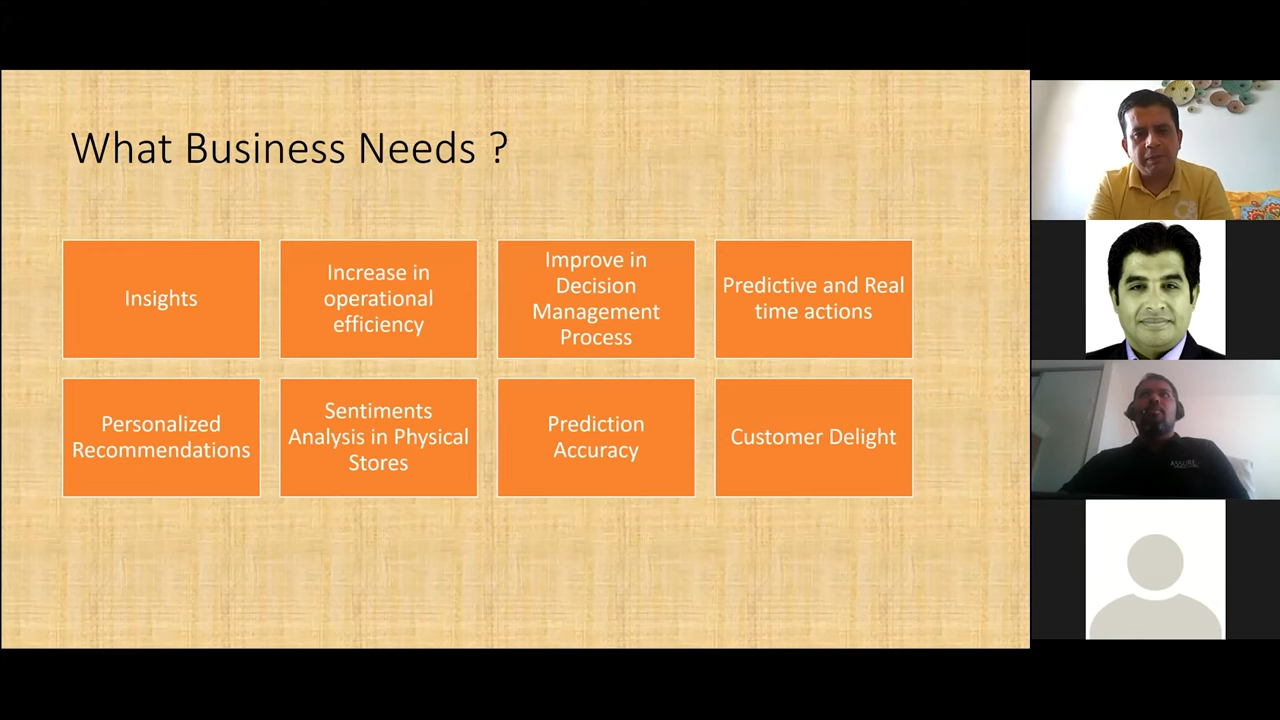 What Business Needs ?
Insights
Increase in
operational
efficiency
Improve in
Decision
Management
Process
Predictive and Real
time actions
Personalized
Recommendations
Sentiments
Analysis in Physical
Stores
Prediction
Accuracy
Customer Delight
ASSURE